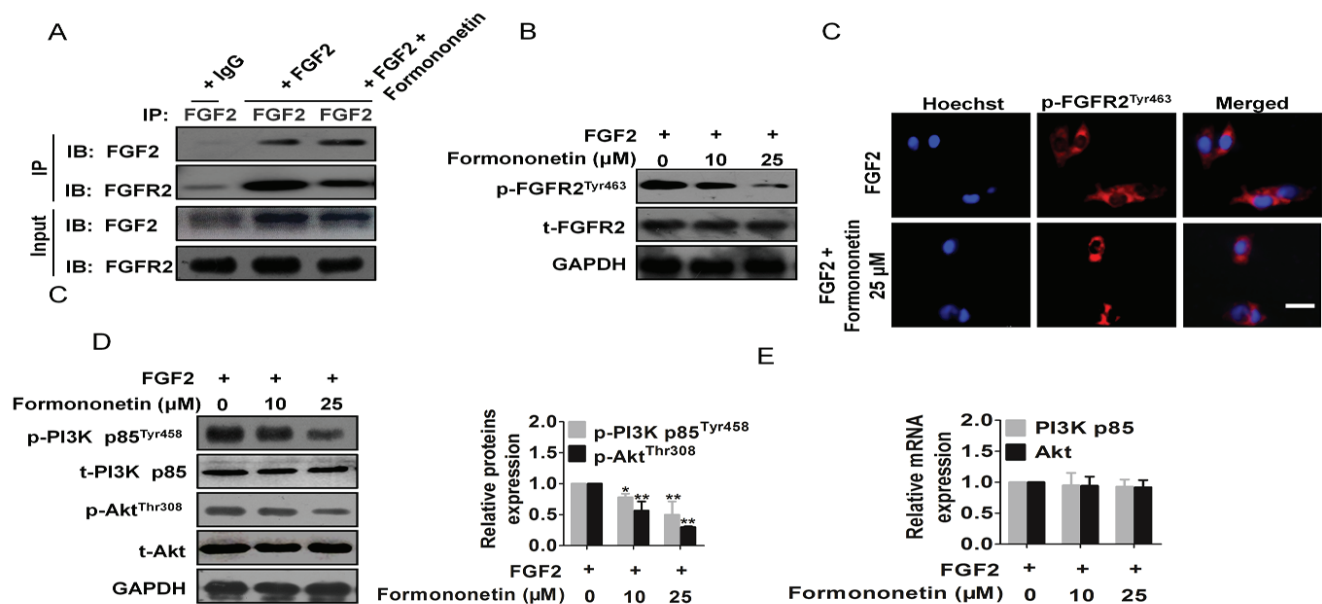 A
+ IgG
+ FGF2
+ FGF2 +
Formononetin
IP: FGF2 FGF2 FGF2
IP
IB: FGF2
IB: FGFR2
Input
IB: FGF2
IB: FGFR2
C
B
FGF2 + + +
Formononetin (μM) 0 10 25
p-FGFR2Tyr463
t-FGFR2
GAPDH
C
Hoechst p-FGFR2Tyr463 Merged
FGF2
FGF2 +
Formononetin
25 μM
D
FGF2 + + +
Formononetin (μM) 0 10 25
p-PI3K p85Tyr458
t-PI3K p85
p-AktThr308
t-Akt
GAPDH
Relative proteins
expression
2.0
1.5
1.0
0.5
0.0
p-PI3K p85Tyr458
p-AktThr308
* ** ** **
FGF2 + + +
Formononetin (μM) 0 10 25
E
Relative mRNA
expression
2.0
1.5
1.0
0.5
0.0
PI3K p85
Akt
FGF2 + + +
Formononetin (μM) 0 10 25